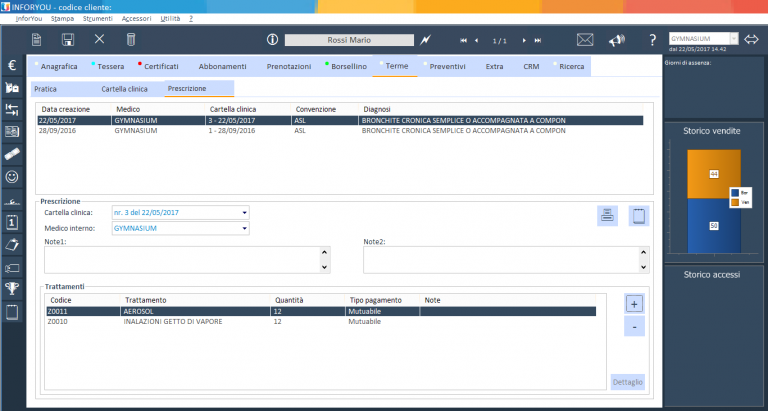 INFORYOU - codice cliente:
InforYou Stampa Strumenti Accessori Utilità ?
Rossi Mario 1 / 1 ? GYMNASIUM
dal 22/05/2017 14.42
Anagrafica Tessera Certificati Abbonamenti Prenotazioni Borsellino Terme Preventivi Extra CRM Ricerca
Giorni di assenza:
Pratica Cartella clinica Prescrizione
Data creazione Medico Cartella clinica Convenzione Diagnosi
22/05/2017 GYMNASIUM 3 - 22/05/2017 ASL BRONCHITE CRONICA SEMPLICE O ACCOMPAGNATA A COMPON
28/09/2016 GYMNASIUM 1 - 28/09/2016 ASL BRONCHITE CRONICA SEMPLICE O ACCOMPAGNATA A COMPON
Storico vendite
44
Bar
Ven
50
Prescrizione
Cartella clinica: nr. 3 del 22/05/2017
Medico interno: GYMNASIUM
Note1: Note2:
Storico accessi
Trattamenti
Codice Trattamento Quantità Tipo pagamento Note
Z0011 AEROSOL 12 Mutuabile
Z0010 INALAZIONI GETTO DI VAPORE 12 Mutuabile
+
-
Dettaglio